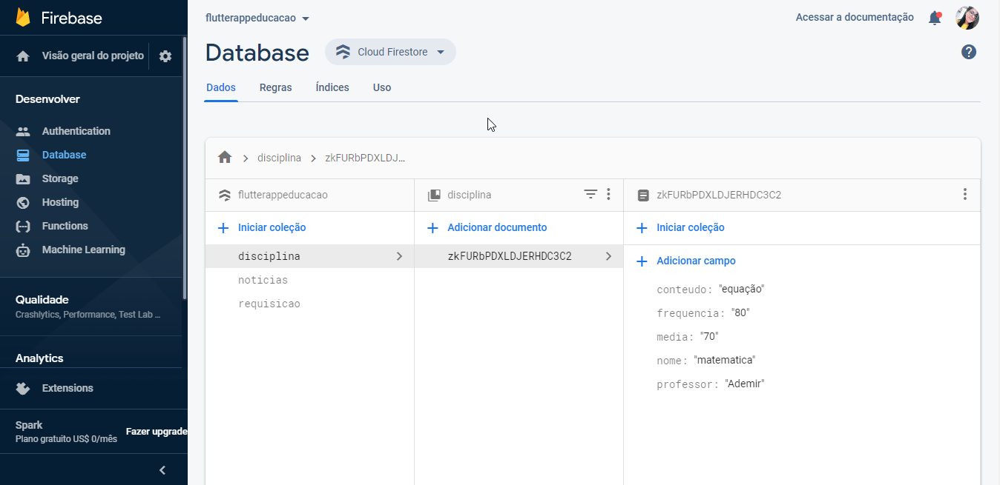 Firebase
Visão geral do projeto
Desenvolver
Authentication
Database
Storage
Hosting
Functions
Machine Learning
Qualidade
Crashlytics, Performance, Test Lab ...
Analytics
Extensions
Spark
Plano gratuito US$ 0/mês
Fazer upgrade
flutterappeducacao
Acessar a documentação
Database
Cloud Firestore
Dados Regras Índices Uso
disciplina zkFURbPDXLDJ...
flutterappeducacao
Iniciar coleção
disciplina
noticias
requisicao
disciplina
Adicionar documento
zkFURbPDXLDJERHDC3C2
zkFURbPDXLDJERHDC3C2
Iniciar coleção
Adicionar campo
conteudo: "equação"
frequencia: "80"
media: "70"
nome: "matematica"
professor: "Ademir"